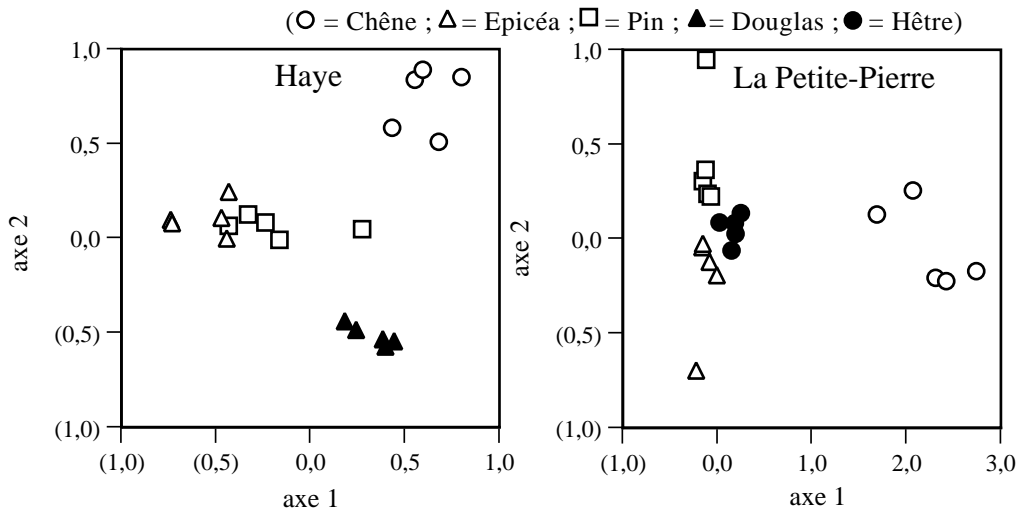 (○ = Chêne ; △ = Epicéa ; □ = Pin ; ▲ = Douglas ; ● = Hêtre)
Haye
1,0
0,5
0,0
(0,5)
(1,0)
axe 2
(1,0) (0,5) 0,0 0,5 1,0
axe 1
La Petite-Pierre
1,0
0,5
0,0
(0,5)
(1,0)
axe 2
(1,0) 0,0 1,0 2,0 3,0
axe 1